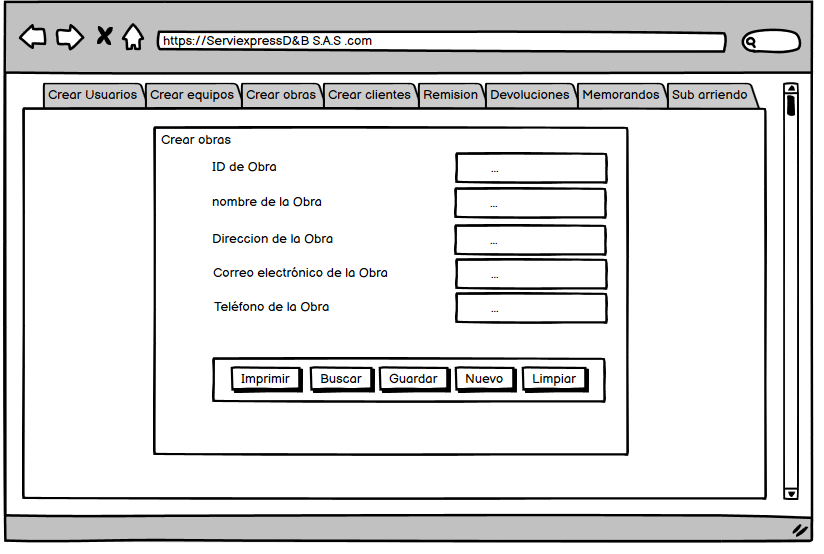 https://ServiexpressD&B S.A.S .com
Crear Usuarios Crear equipos Crear obras Crear clientes Remision Devoluciones Memorandos Sub arriendo
Crear obras
ID de Obra ...
nombre de la Obra ...
Direccion de la Obra ...
Correo electrónico de la Obra ...
Teléfono de la Obra ...
Imprimir Buscar Guardar Nuevo Limpiar